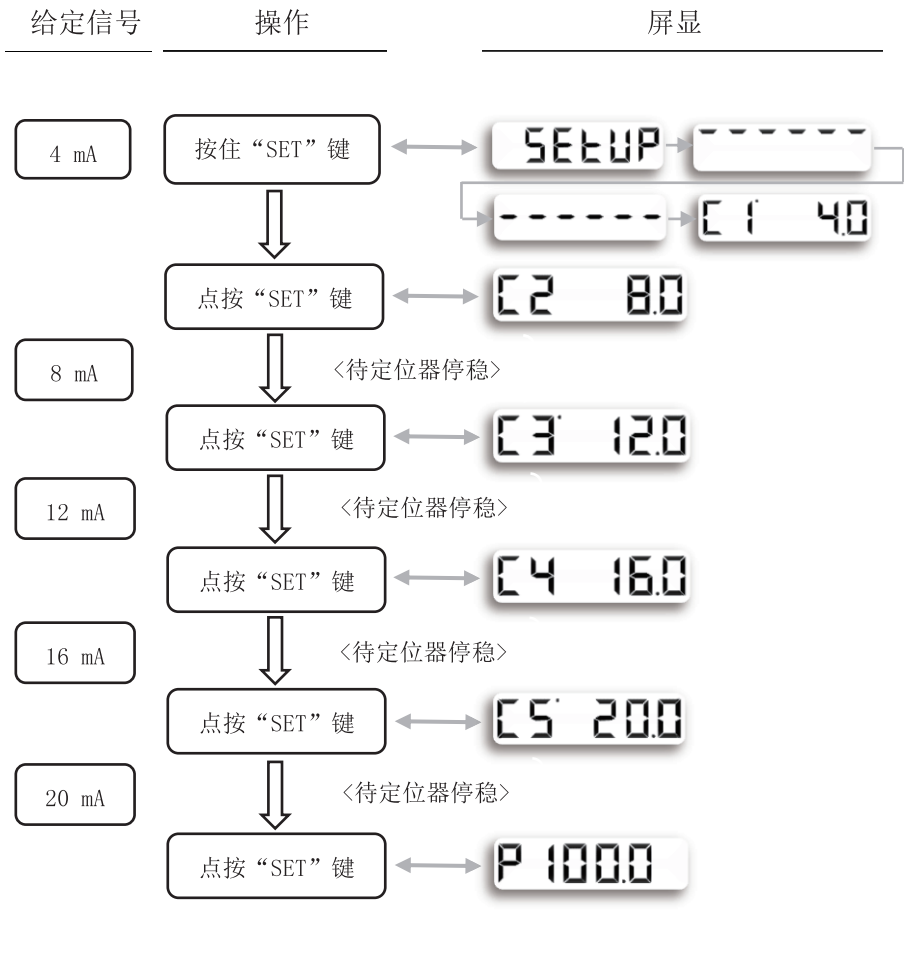 给定信号 操作 屏显
4 mA 按住“SET”键 SEtUP ------
------ C1 4.0
点按“SET”键 C2 8.0
8 mA <待定位器停稳>
点按“SET”键 C3 12.0
12 mA <待定位器停稳>
点按“SET”键 C4 16.0
16 mA <待定位器停稳>
点按“SET”键 C5 20.0
20 mA <待定位器停稳>
点按“SET”键 P 100.0